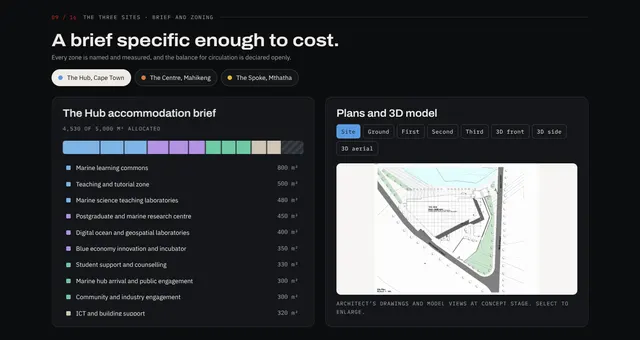 09 / 16 THE THREE SITES · BRIEF AND ZONING
A brief specific enough to cost.
Every zone is named and measured, and the balance for circulation is declared openly.
The Hub, Cape Town
The Centre, Mahikeng
The Spoke, Mthatha
The Hub accommodation brief
4,530 OF 5,000 M² ALLOCATED
Marine learning commons 800 m²
Teaching and tutorial zone 500 m²
Marine science teaching laboratories 480 m²
Postgraduate and marine research centre 450 m²
Digital ocean and geospatial laboratories 400 m²
Blue economy innovation and incubator 350 m²
Student support and counselling 330 m²
Marine hub arrival and public engagement 300 m²
Community and industry engagement 300 m²
ICT and building support 320 m²
Plans and 3D model
Site
Ground
First
Second
Third
3D front
3D side
3D aerial
ARCHITECT'S DRAWINGS AND MODEL VIEWS AT CONCEPT STAGE. SELECT TO
ENLARGE.